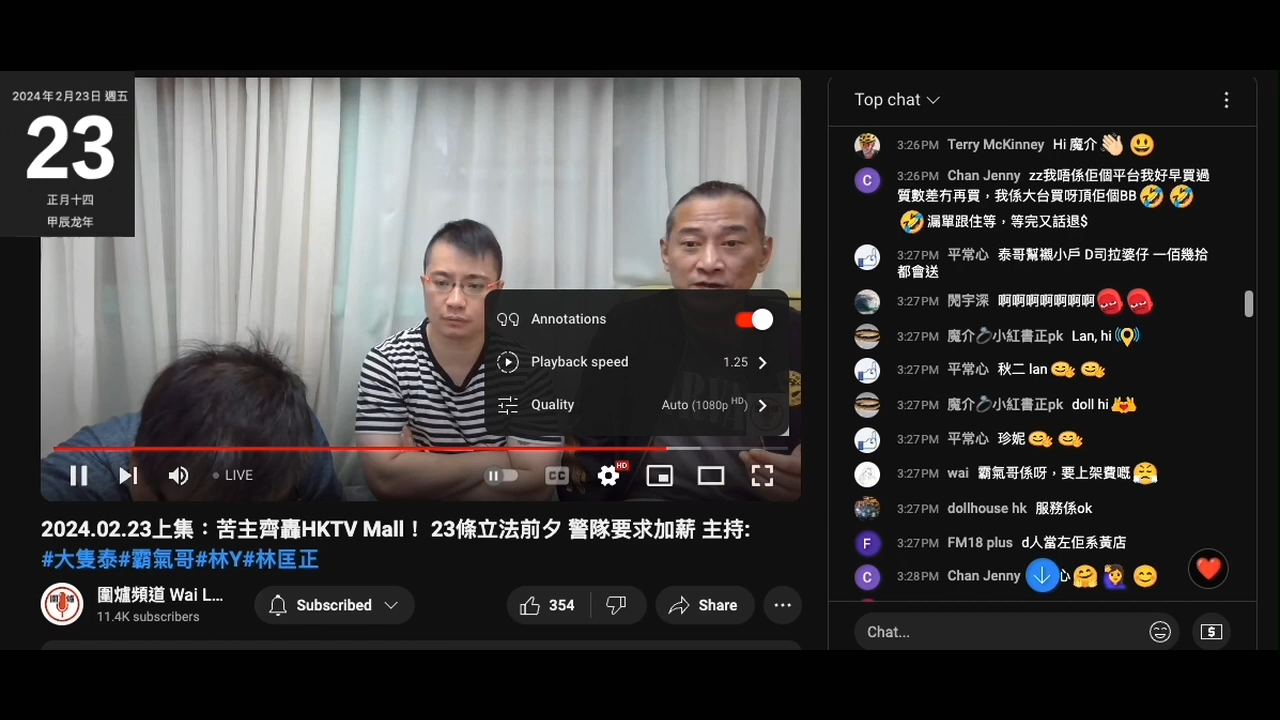 2024年2月23日 週五
23
正月十四
甲辰龙年
Annotations
Playback speed 1.25
Quality Auto (1080p HD)
LIVE
CC
HD
2024.02.23上集：苦主齊轟HKTV Mall！ 23條立法前夕 警隊要求加薪 主持:
#大隻泰#霸氣哥#林Y#林匡正
圍爐頻道 Wai L...
11.4K subscribers
Subscribed
354
Share
Top chat
3:26PM Terry McKinney Hi 魔介👋🏻😃
3:26PM Chan Jenny zz我唔係佢個平台我好早買過
質數差冇再買，我係大台買呀頂佢個BB🤣🤣
🤣漏單跟住等，等完又話退$
3:27PM 平常心 泰哥幫襯小戶 D司拉婆仔 一佰幾拾
都會送
3:27PM 閱宇深 啊啊啊啊啊啊啊
3:27PM 魔介💍小紅書正pk Lan, hi
3:27PM 平常心 秋二 lan
3:27PM 魔介💍小紅書正pk doll hi
3:27PM 平常心 珍妮
3:27PM wai 霸氣哥係呀，要上架費嘅😤
3:27PM dollhouse hk 服務係ok
3:27PM FM18 plus d人當左佢系黃店
3:28PM Chan Jenny 心🤗🙋‍♀️😊
Chat...